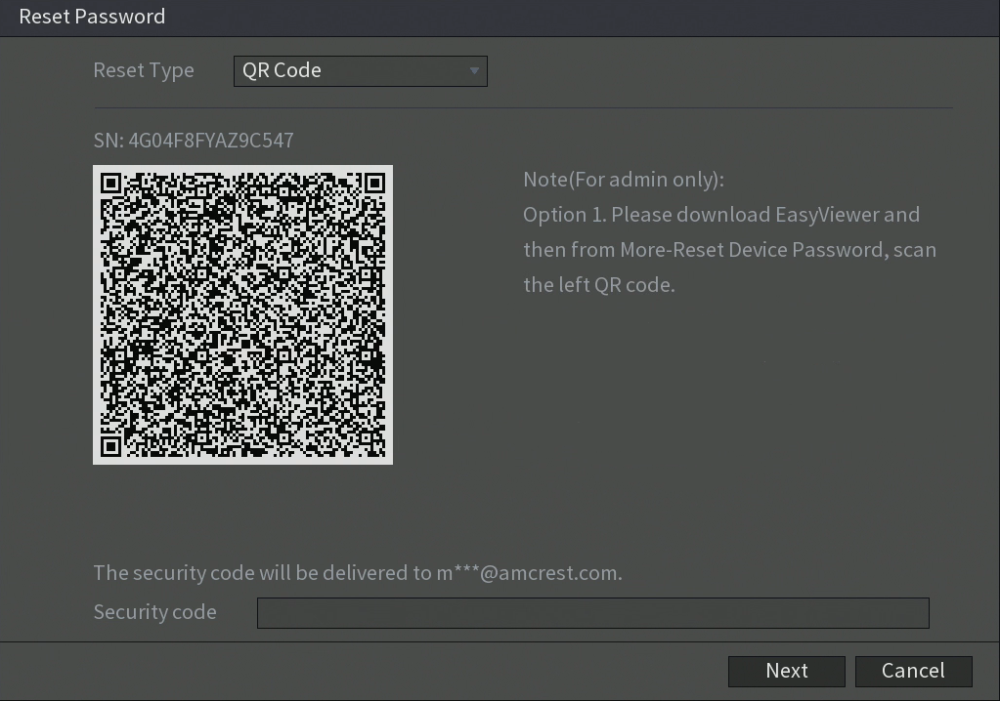 Reset Password
Reset Type
QR Code
SN: 4G04F8FYAZ9C547
Note(For admin only):
Option 1. Please download EasyViewer and
then from More-Reset Device Password, scan
the left QR code.
The security code will be delivered to m***@amcrest.com.
Security code
Next
Cancel